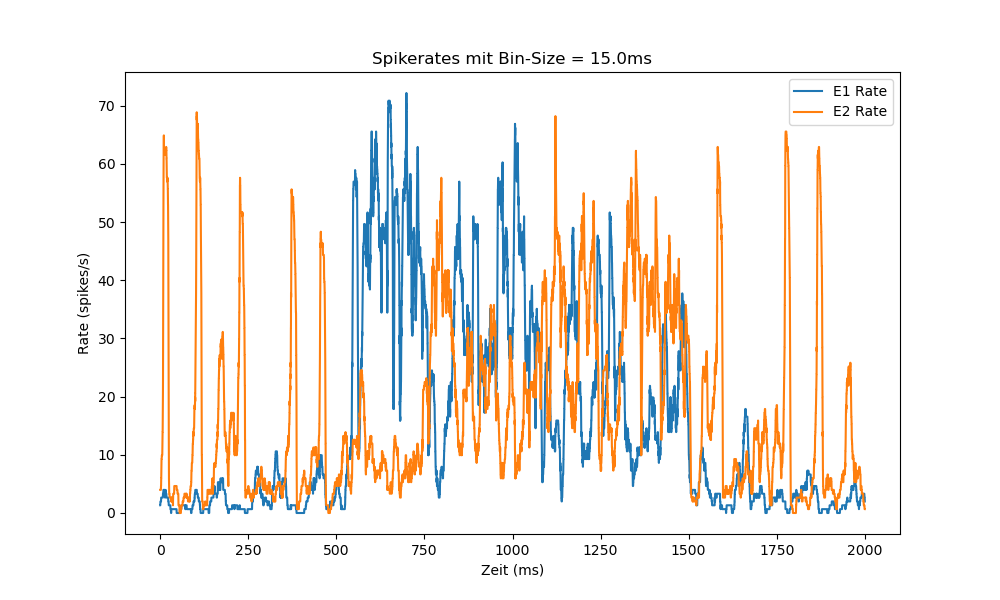 Spikerates mit Bin-Size = 15.0ms
E1 Rate
E2 Rate
Rate (spikes/s)
70
60
50
40
30
20
10
0
0 250 500 750 1000 1250 1500 1750 2000
Zeit (ms)